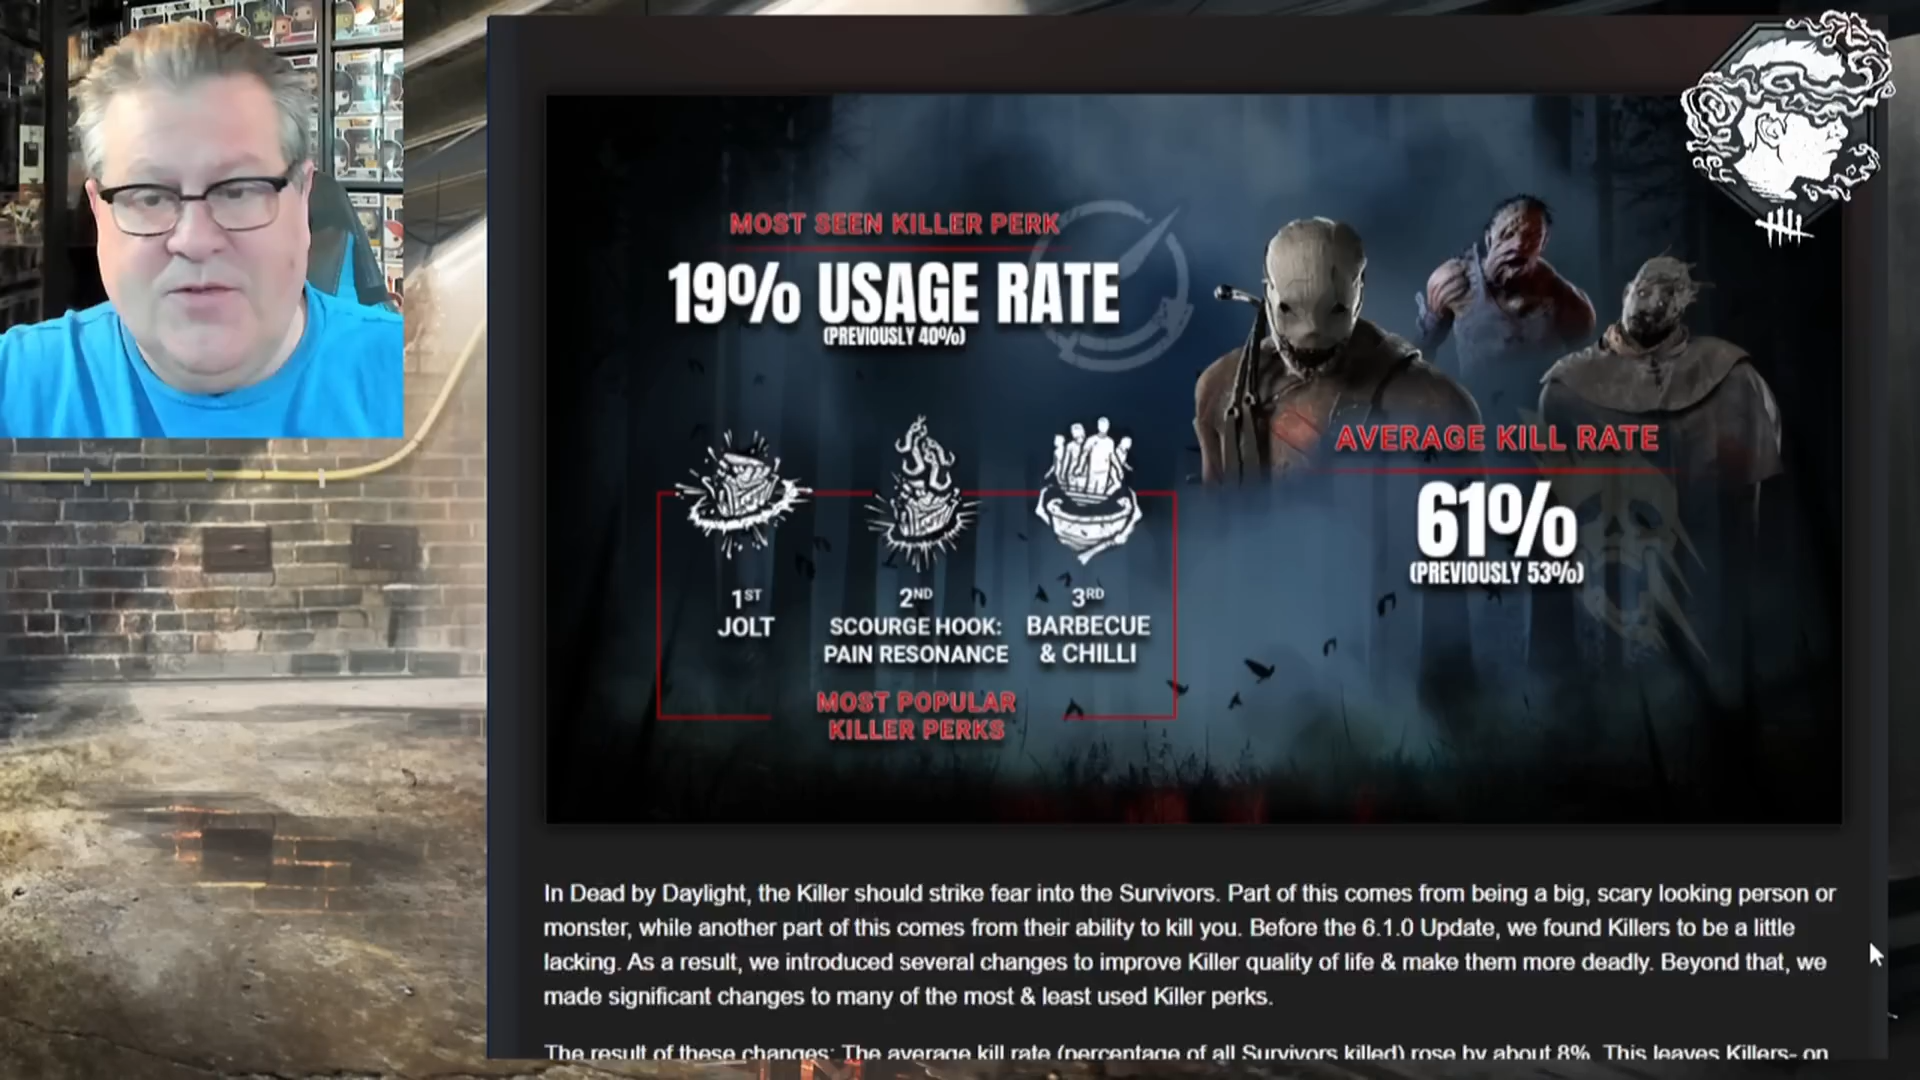 MOST SEEN KILLER PERK
19% USAGE RATE
(PREVIOUSLY 40%)
AVERAGE KILL RATE
61%
(PREVIOUSLY 53%)
1ST
JOLT
2ND
SCOURGE HOOK:
PAIN RESONANCE
3RD
BARBECUE
& CHILLI
MOST POPULAR
KILLER PERKS
In Dead by Daylight, the Killer should strike fear into the Survivors. Part of this comes from being a big, scary looking person or
monster, while another part of this comes from their ability to kill you. Before the 6.1.0 Update, we found Killers to be a little
lacking. As a result, we introduced several changes to improve Killer quality of life & make them more deadly. Beyond that, we
made significant changes to many of the most & least used Killer perks.
The result of these changes: The average kill rate (percentage of all Survivors killed) rose by about 8%. This leaves Killers- on